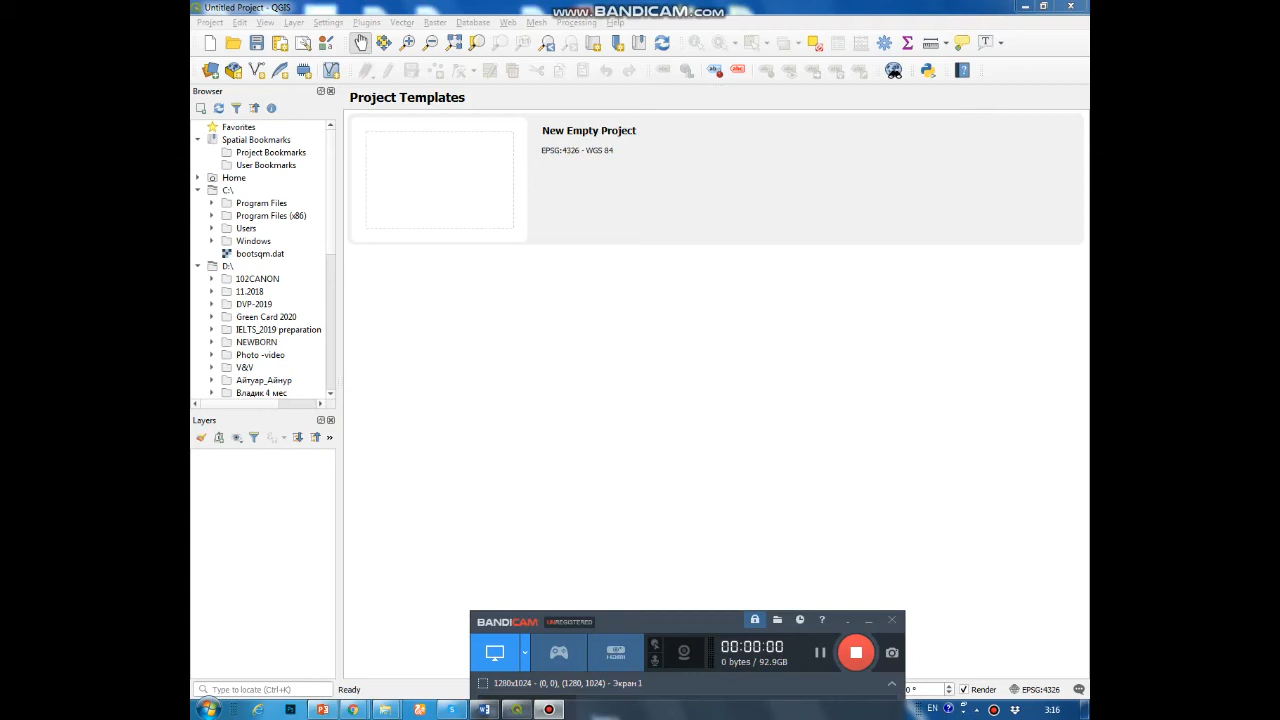 Untitled Project - QGIS
www.BANDICAM.com
Project Edit View Layer Settings Plugins Vector Raster Database Web Mesh Processing Help
Browser
Project Templates
Favorites
Spatial Bookmarks
Project Bookmarks
User Bookmarks
Home
C:\
Program Files
Program Files (x86)
Users
Windows
bootsqm.dat
D:\
102CANON
11.2018
DVP-2019
Green Card 2020
IELTS_2019 preparation
NEWBORN
Photo -video
V&V
Айтуар_Айнур
Владик 4 мес
New Empty Project
EPSG:4326 - WGS 84
Layers
»
BANDICAM UNREGISTERED
HDMI
00:00:00
0 bytes / 92.9GB
1280x1024 - (0, 0), (1280, 1024) - Экран 1
Type to locate (Ctrl+K)
Ready
0 °
Render
EPSG:4326
EN
3:16